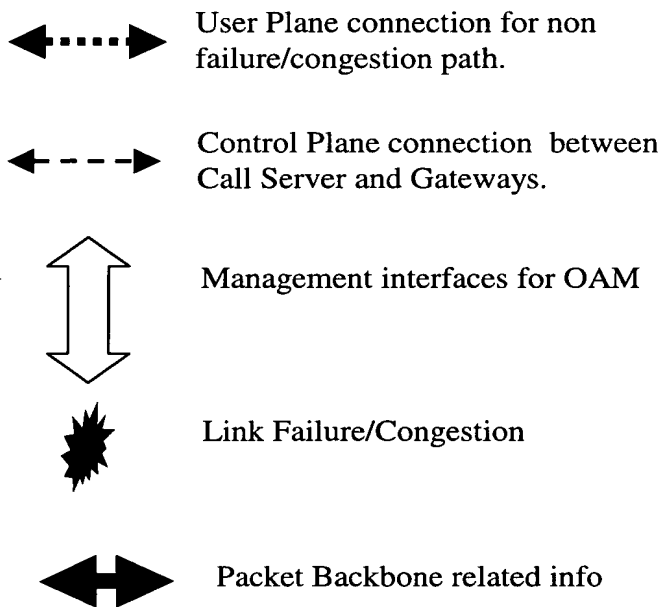 User Plane connection for non
failure/congestion path.
Control Plane connection between
Call Server and Gateways.
Management interfaces for OAM
Link Failure/Congestion
Packet Backbone related info